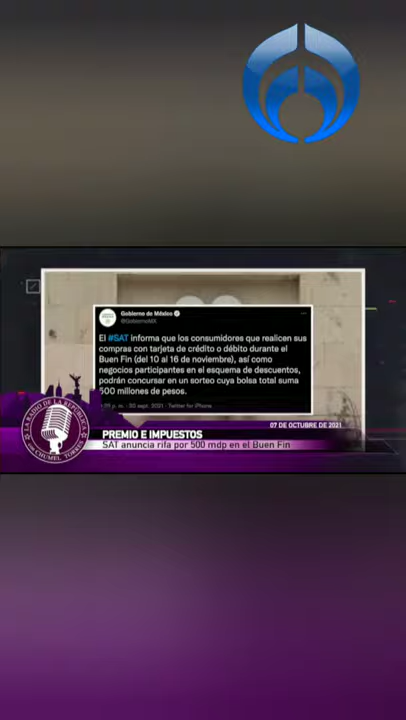 Gobierno de México
@GobiernoMX
El #SAT informa que los consumidores que realicen sus
compras con tarjeta de crédito o débito durante el
Buen Fin (del 10 al 16 de noviembre), así como
negocios participantes en el esquema de descuentos,
podrán concursar en un sorteo cuya bolsa total suma
500 millones de pesos.
p. m. · 30 sept. 2021 · Twitter for iPhone
07 DE OCTUBRE DE 2021
LA RADIO DE LA REPÚBLICA
CON CHUMEL TORRES
PREMIO E IMPUESTOS
SAT anuncia rifa por 500 mdp en el Buen Fin